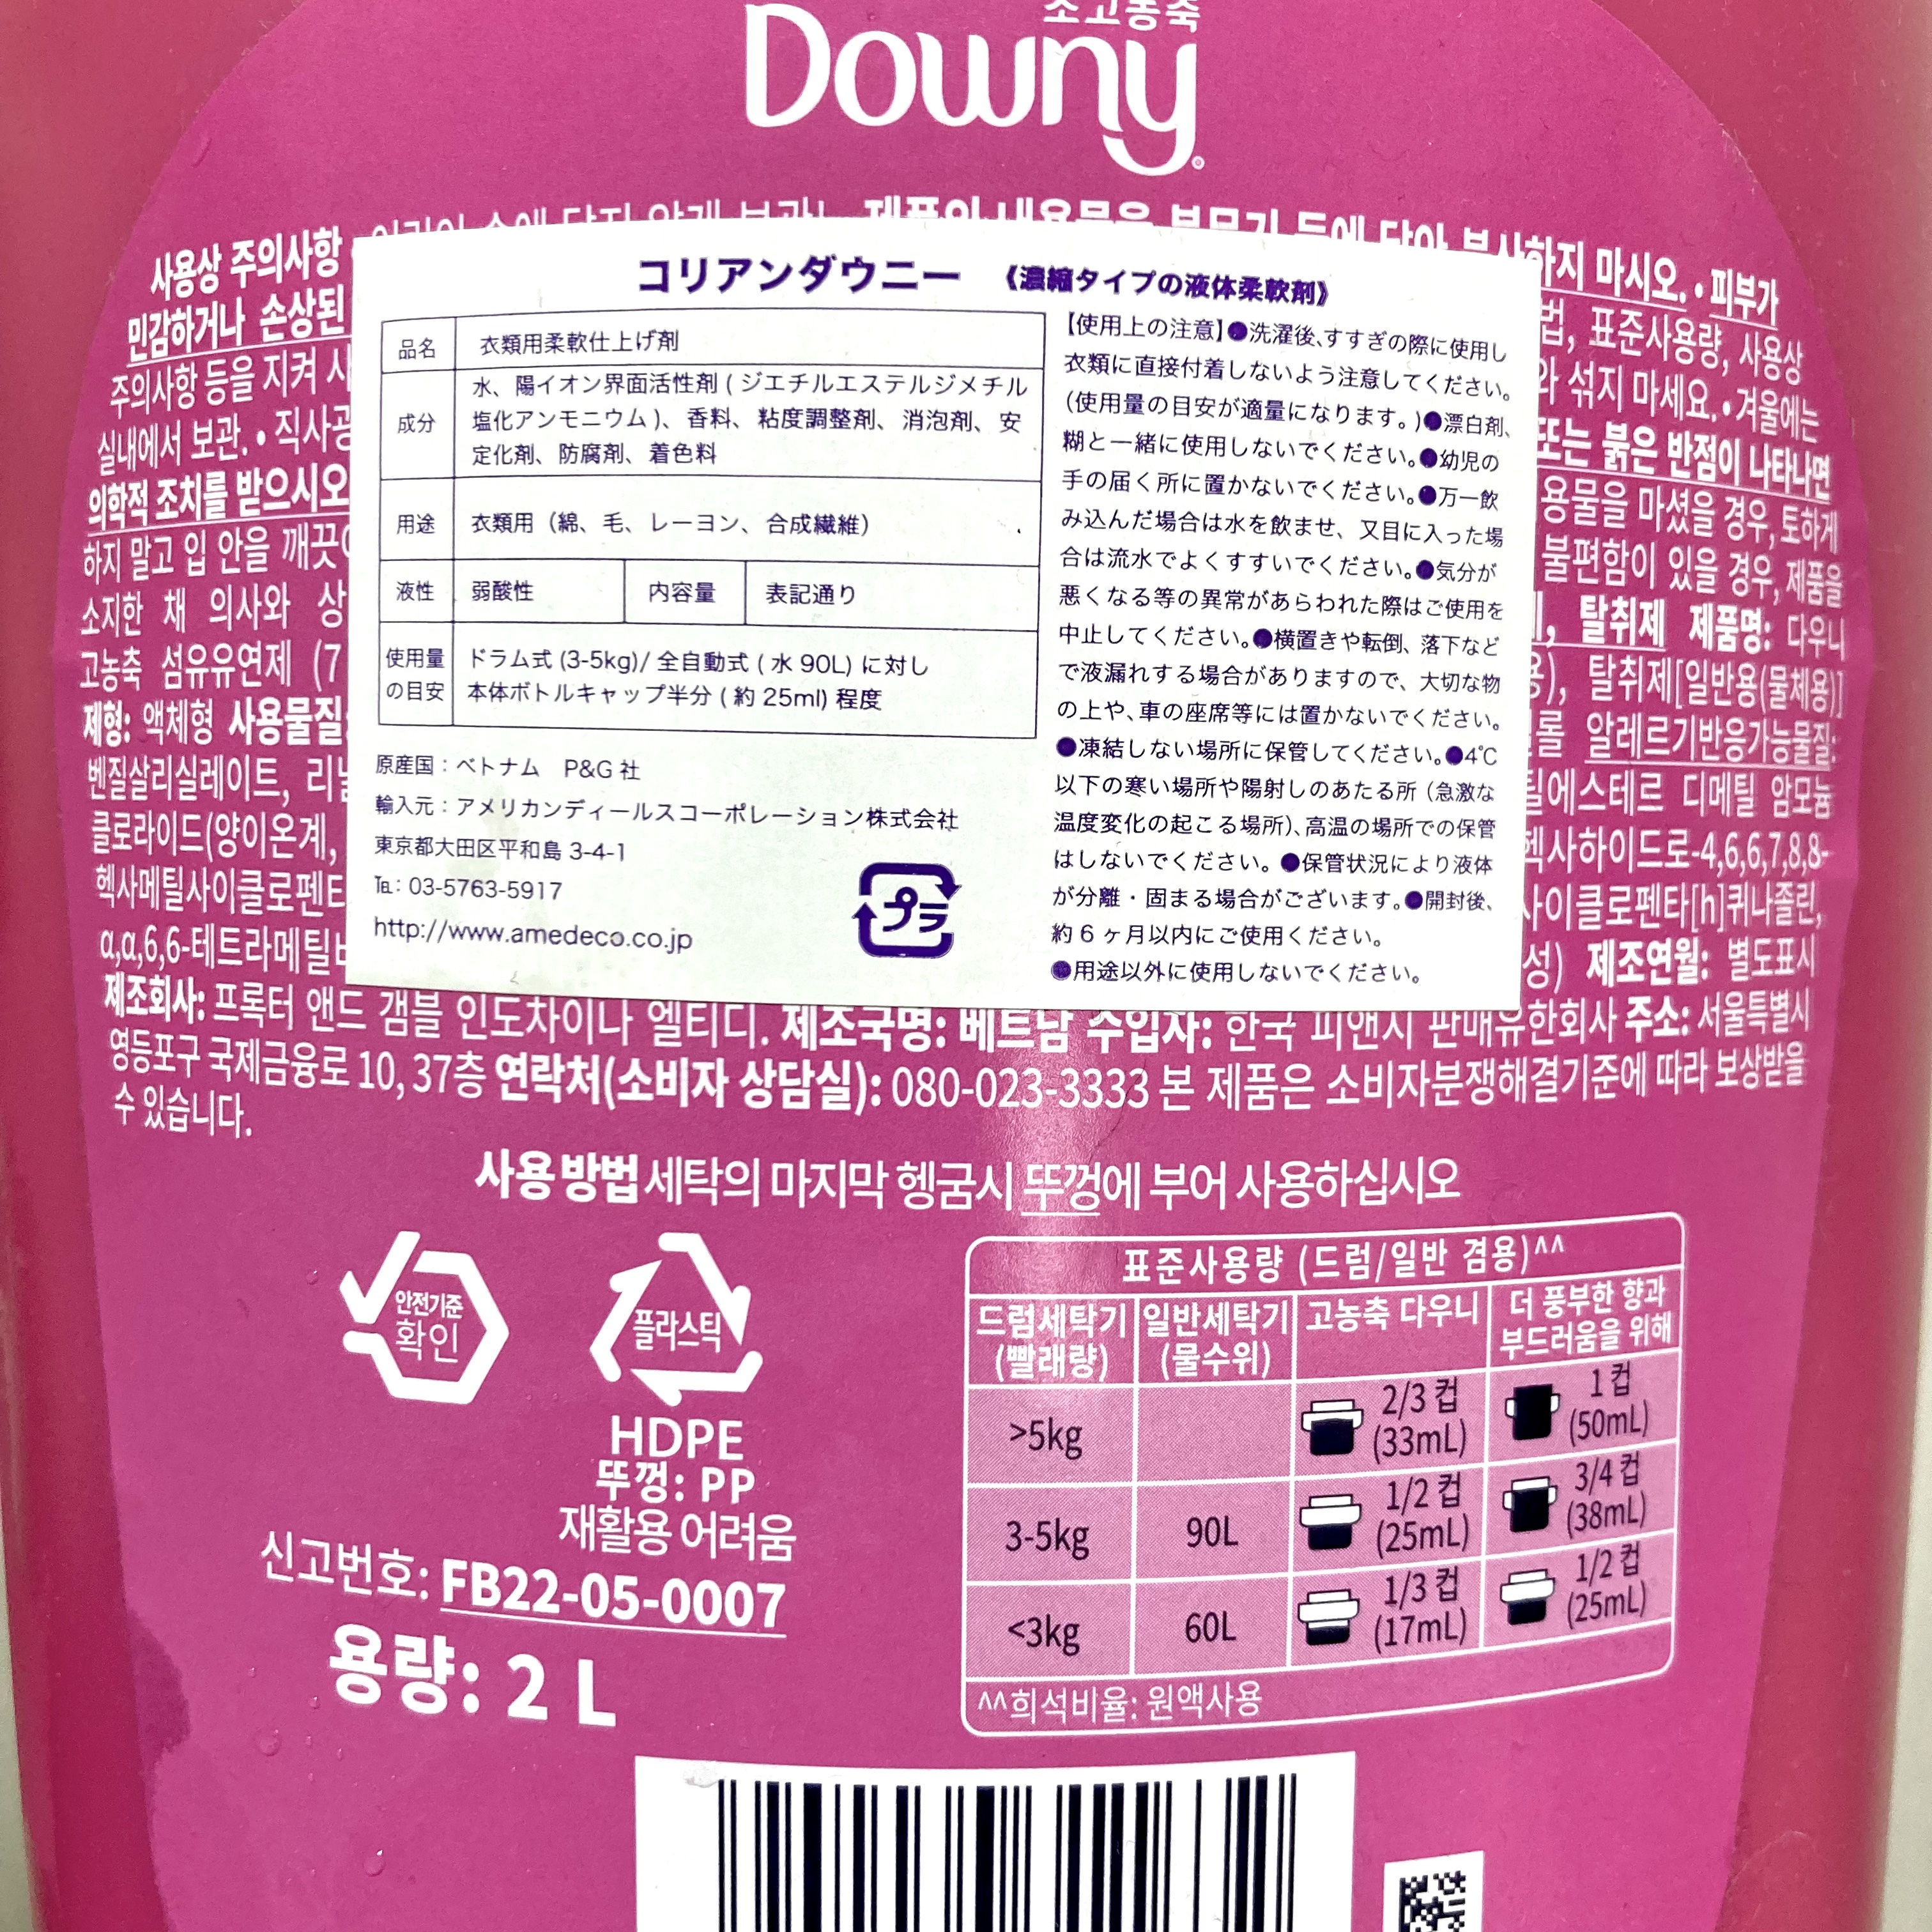 초고농축
Downy
사용상 주의사항
하지 마시오. • 피부가
민감하거나 손상된
법, 표준사용량, 사용상
주의사항 등을 지켜 사
와 섞지 마세요. • 겨울에는
실내에서 보관. • 직사광
또는 붉은 반점이 나타나면
의학적 조치를 받으시오
용물을 마셨을 경우, 토하게
하지 말고 입 안을 깨끗이
불편함이 있을 경우, 제품을
소지한 채 의사와 상
탈취제 제품명: 다우니
고농축 섬유유연제 (7
탈취제[일반용(물체용)]
제형: 액체형 사용물질:
알레르기반응가능물질:
벤질살리실레이트, 리날
틸에스테르 디메틸 암모늄
클로라이드(양이온계,
헥사하이드로-4,6,6,7,8,8-
헥사메틸사이클로펜타
사이클로펜타[h]퀴나졸린,
α,α,6,6-테트라메틸비
성) 제조연월: 별도표시
コリアンダウニー 《濃縮タイプの液体柔軟剤》
品名 衣類用柔軟仕上げ剤
成分 水、陽イオン界面活性剤 ( ジエチルエステルジメチル
塩化アンモニウム )、香料、粘度調整剤、消泡剤、安
定化剤、防腐剤、着色料
用途 衣類用（綿、毛、レーヨン、合成繊維）
液性 弱酸性 内容量 表記通り
使用量
の目安
ドラム式 (3-5kg)/ 全自動式 ( 水 90L) に対し
本体ボトルキャップ半分 ( 約 25ml) 程度
原産国：ベトナム P&G 社
輸入元：アメリカンディールスコーポレーション株式会社
東京都大田区平和島 3-4-1
℡: 03-5763-5917
http://www.amedeco.co.jp
プラ
【使用上の注意】●洗濯後、すすぎの際に使用し
衣類に直接付着しないよう注意してください。
(使用量の目安が適量になります。)●漂白剤、
糊と一緒に使用しないでください。●幼児の
手の届く所に置かないでください。●万一飲
み込んだ場合は水を飲ませ、又目に入った場
合は流水でよくすすいでください。●気分が
悪くなる等の異常があらわれた際はご使用を
中止してください。●横置きや転倒、落下など
で液漏れする場合がありますので、大切な物
の上や、車の座席等には置かないでください。
●凍結しない場所に保管してください。●4℃
以下の寒い場所や陽射しのあたる所（急激な
温度変化の起こる場所）、高温の場所での保管
はしないでください。●保管状況により液体
が分離・固まる場合がございます。●開封後、
約 6 ヶ月以内にご使用ください。
●用途以外に使用しないでください。
제조회사: 프록터 앤드 갬블 인도차이나 엘티디. 제조국명: 베트남 수입자: 한국 피앤지 판매유한회사 주소: 서울특별시
영등포구 국제금융로 10, 37층 연락처(소비자 상담실): 080-023-3333 본 제품은 소비자분쟁해결기준에 따라 보상받을
수 있습니다.
사용방법 세탁의 마지막 헹굼시 뚜껑에 부어 사용하십시오
안전기준
확인
플라스틱
HDPE
뚜껑: PP
재활용 어려움
신고번호: FB22-05-0007
용량: 2 L
표준사용량 (드럼/일반 겸용)^^
드럼세탁기
(빨래량)
일반세탁기
(물수위)
고농축 다우니
더 풍부한 향과
부드러움을 위해
>5kg 2/3 컵 (33mL) 1 컵 (50mL)
3-5kg 90L 1/2 컵 (25mL) 3/4 컵 (38mL)
<3kg 60L 1/3 컵 (17mL) 1/2 컵 (25mL)
^^희석비율: 원액사용